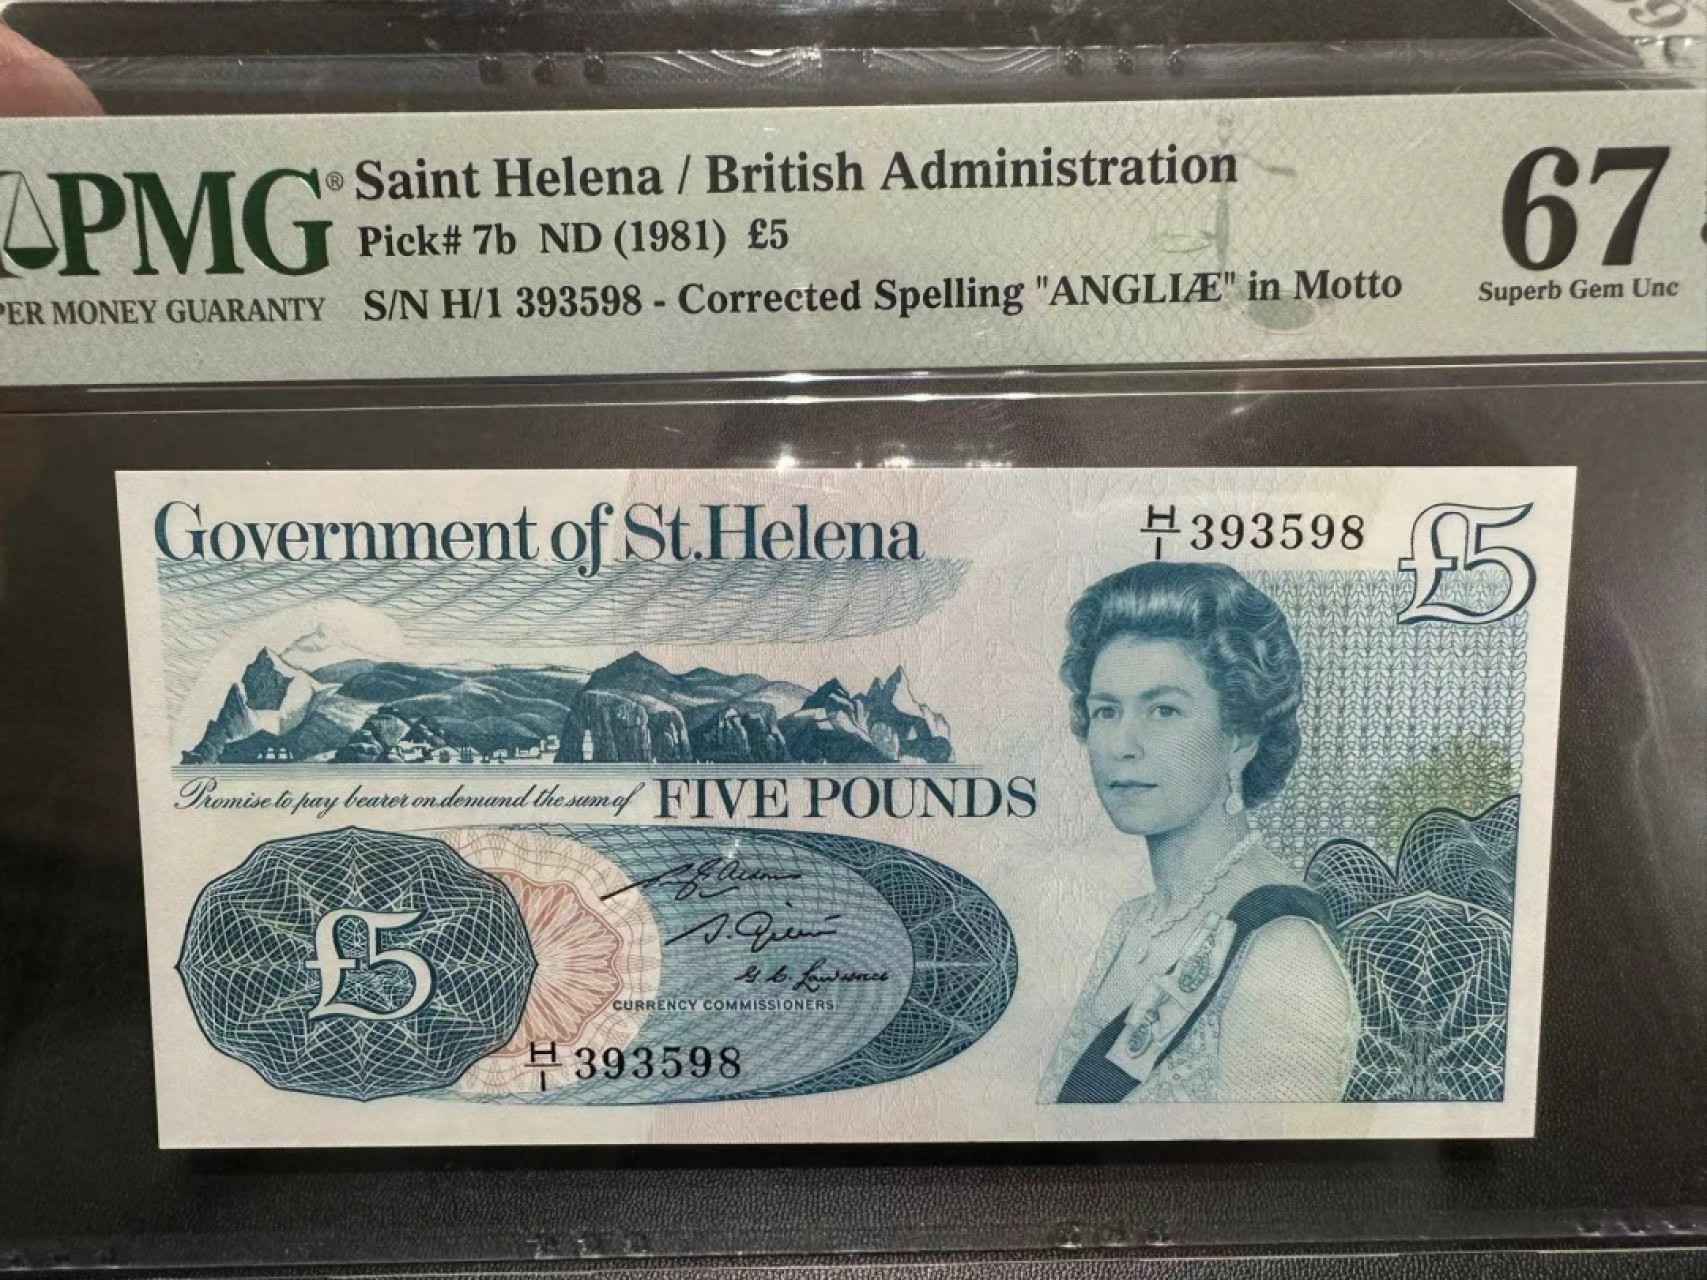 PMG®
PER MONEY GUARANTY
Saint Helena / British Administration
Pick# 7b ND (1981) £5
S/N H/1 393598 - Corrected Spelling "ANGLIÆ" in Motto
67
Superb Gem Unc
Government of St.Helena
H/1 393598
£5
Promise to pay bearer on demand the sum of FIVE POUNDS
£5
G. C. Lawrence
CURRENCY COMMISSIONERS
H/1 393598